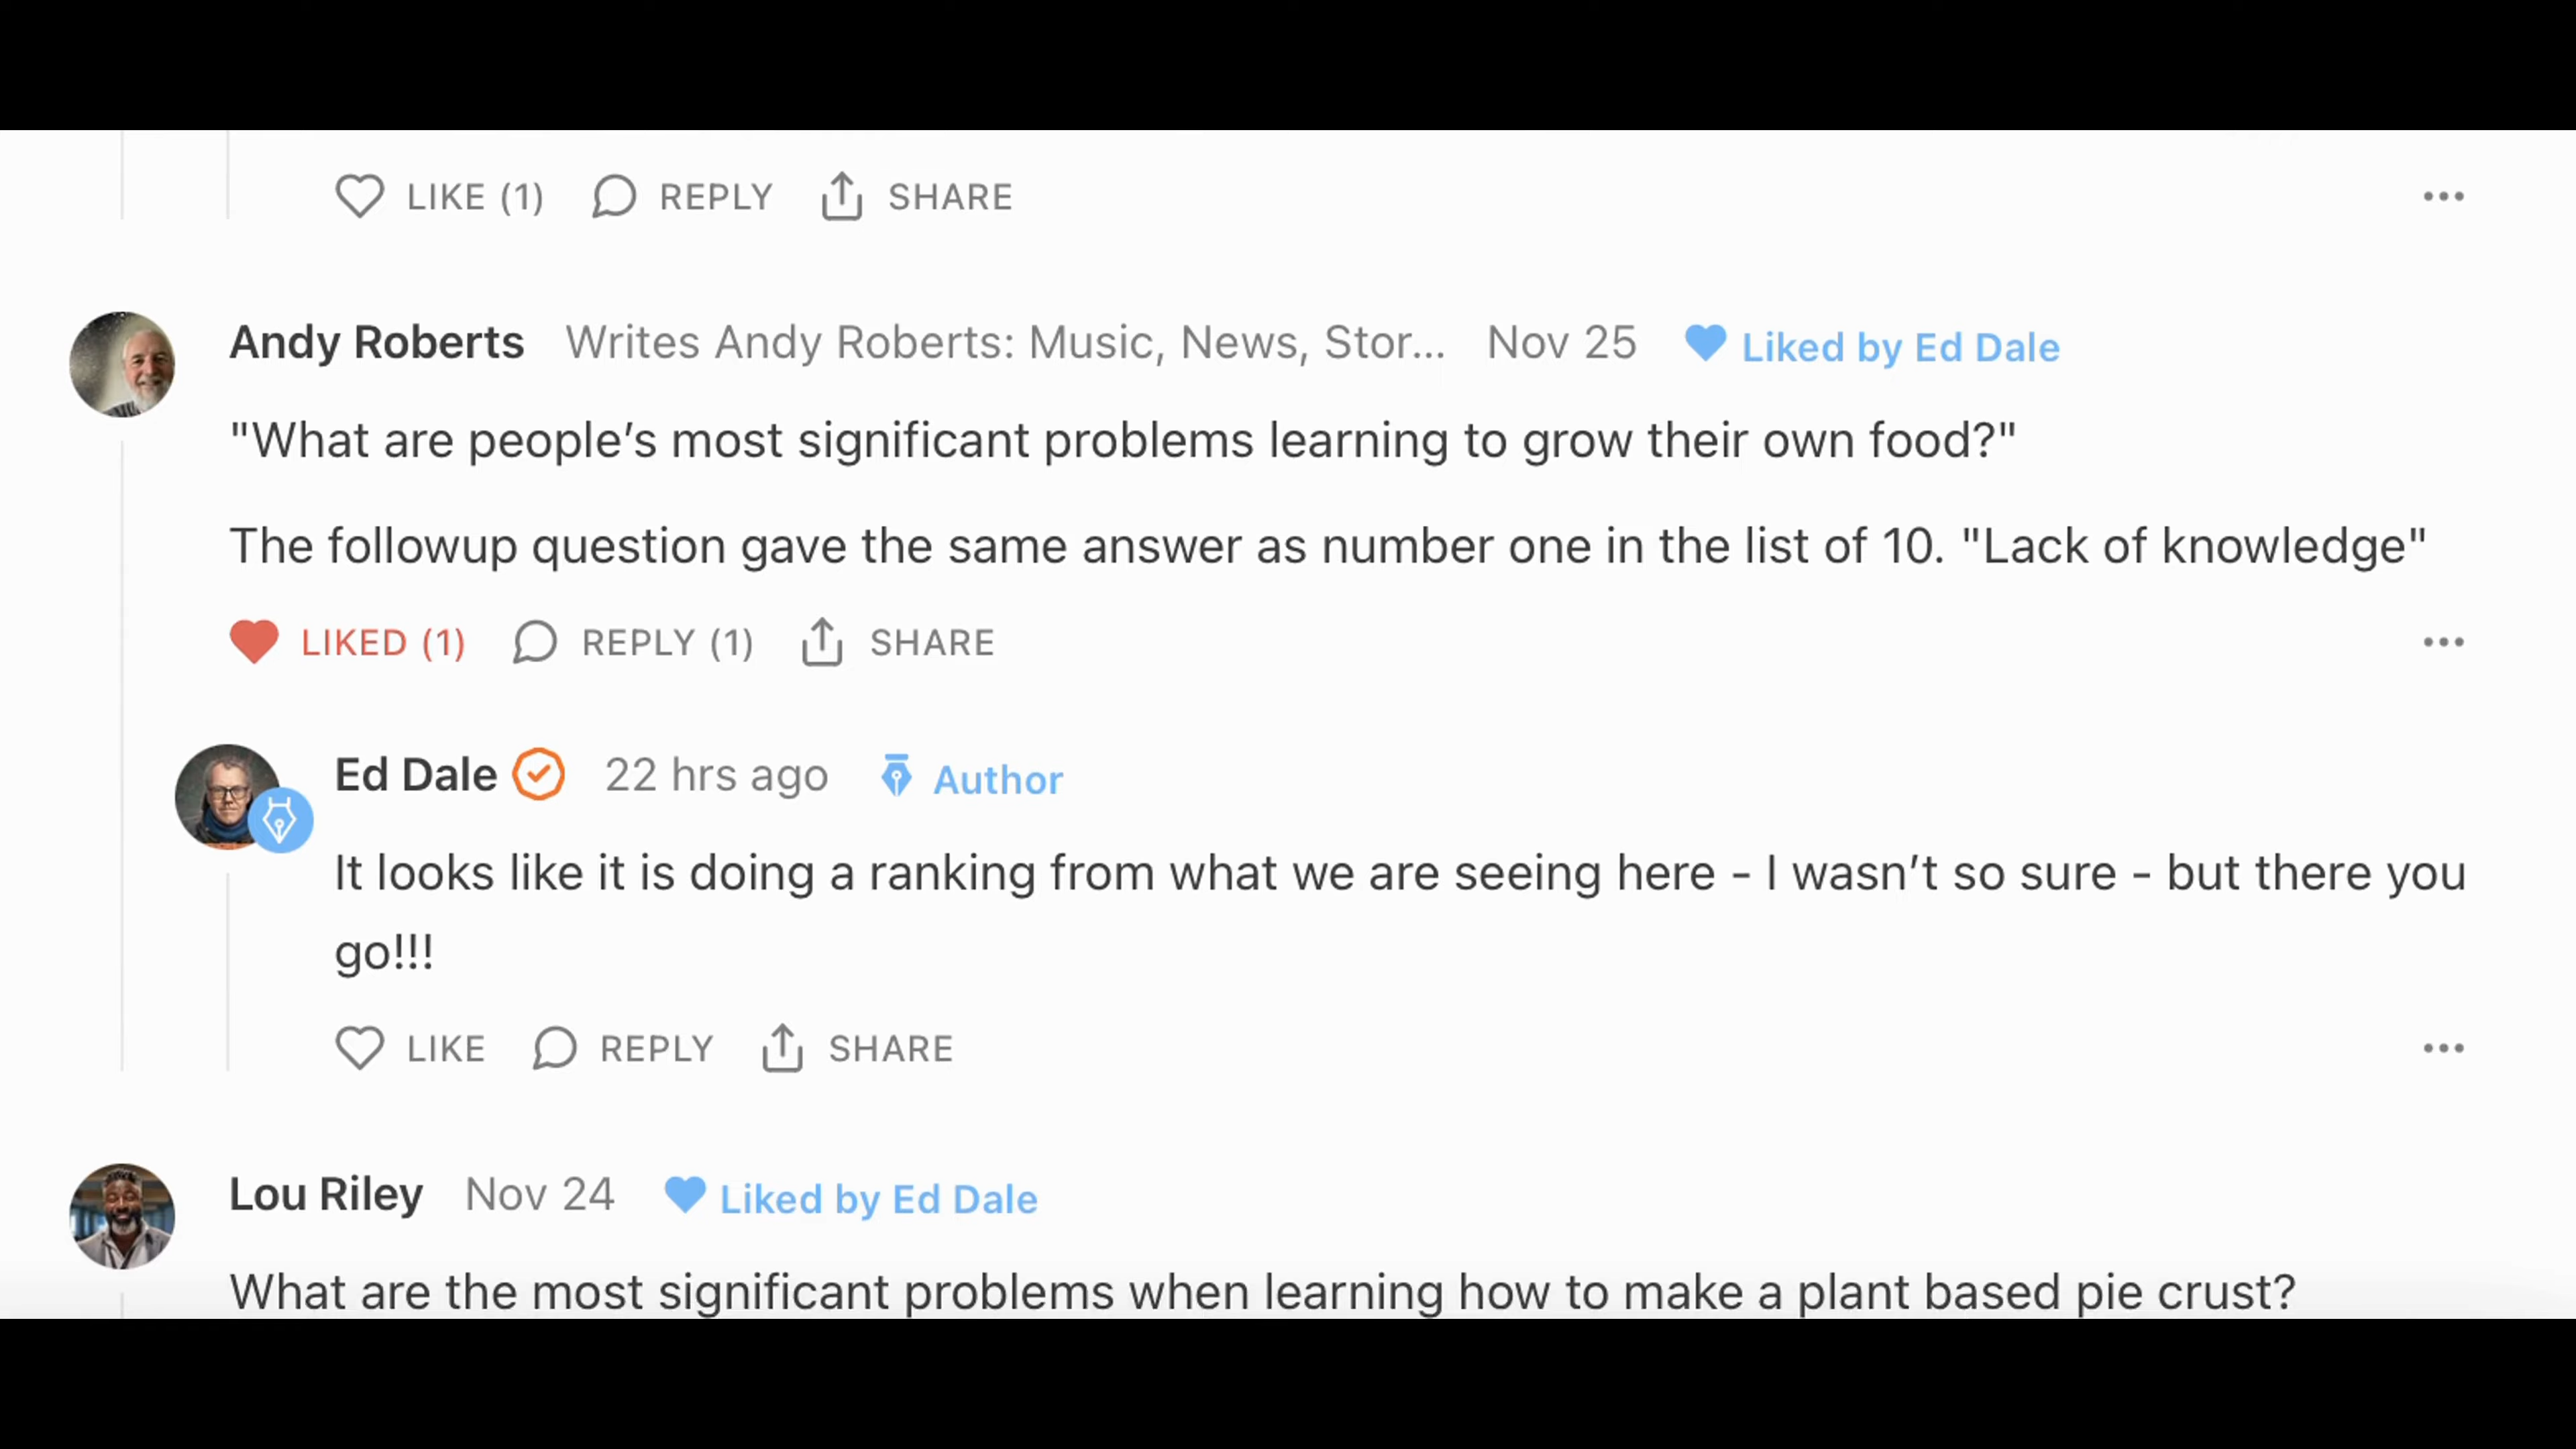 LIKE (1) REPLY SHARE
Andy Roberts Writes Andy Roberts: Music, News, Stor... Nov 25 Liked by Ed Dale
"What are people’s most significant problems learning to grow their own food?"
The followup question gave the same answer as number one in the list of 10. "Lack of knowledge"
LIKED (1) REPLY (1) SHARE
Ed Dale 22 hrs ago Author
It looks like it is doing a ranking from what we are seeing here - I wasn’t so sure - but there you
go!!!
LIKE REPLY SHARE
Lou Riley Nov 24 Liked by Ed Dale
What are the most significant problems when learning how to make a plant based pie crust?